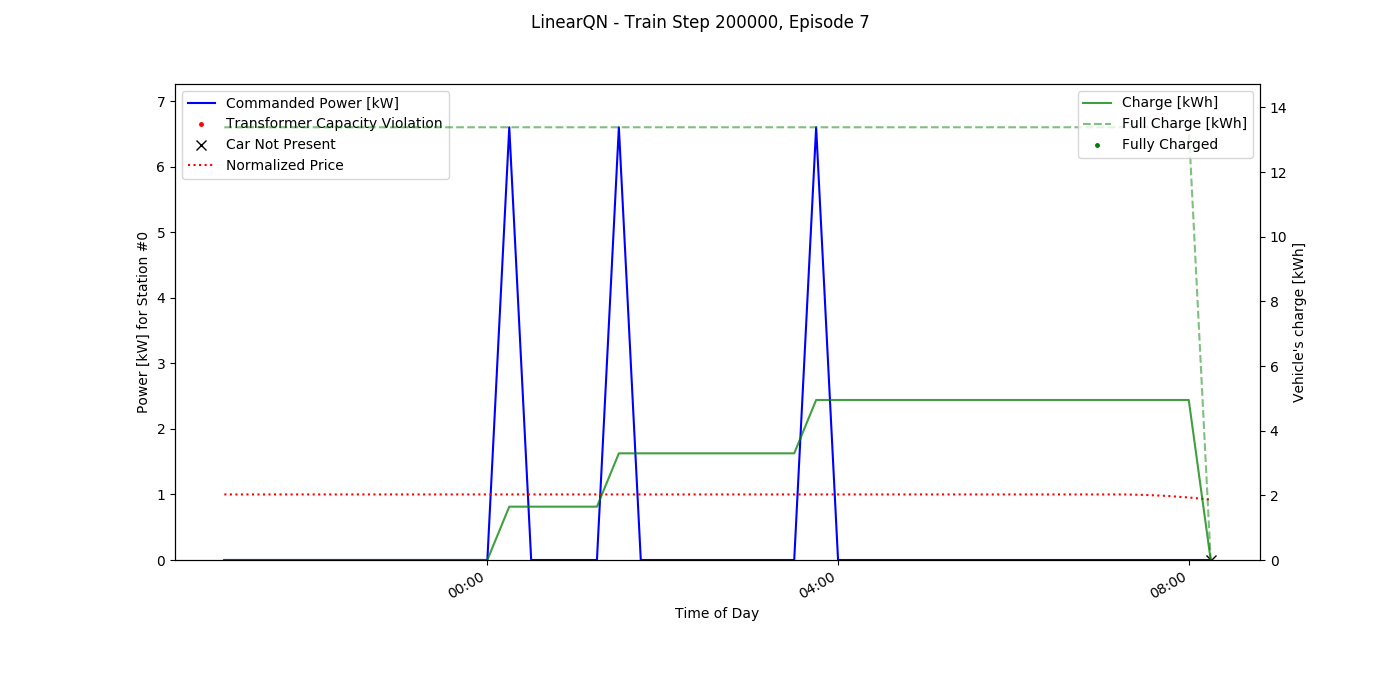 LinearQN - Train Step 200000, Episode 7
Commanded Power [kW]
Transformer Capacity Violation
Car Not Present
Normalized Price
Charge [kWh]
Full Charge [kWh]
Fully Charged
Power [kW] for Station #0
7
6
5
4
3
2
1
0
14
12
10
8
6
4
2
0
Vehicle's charge [kWh]
00:00
04:00
08:00
Time of Day